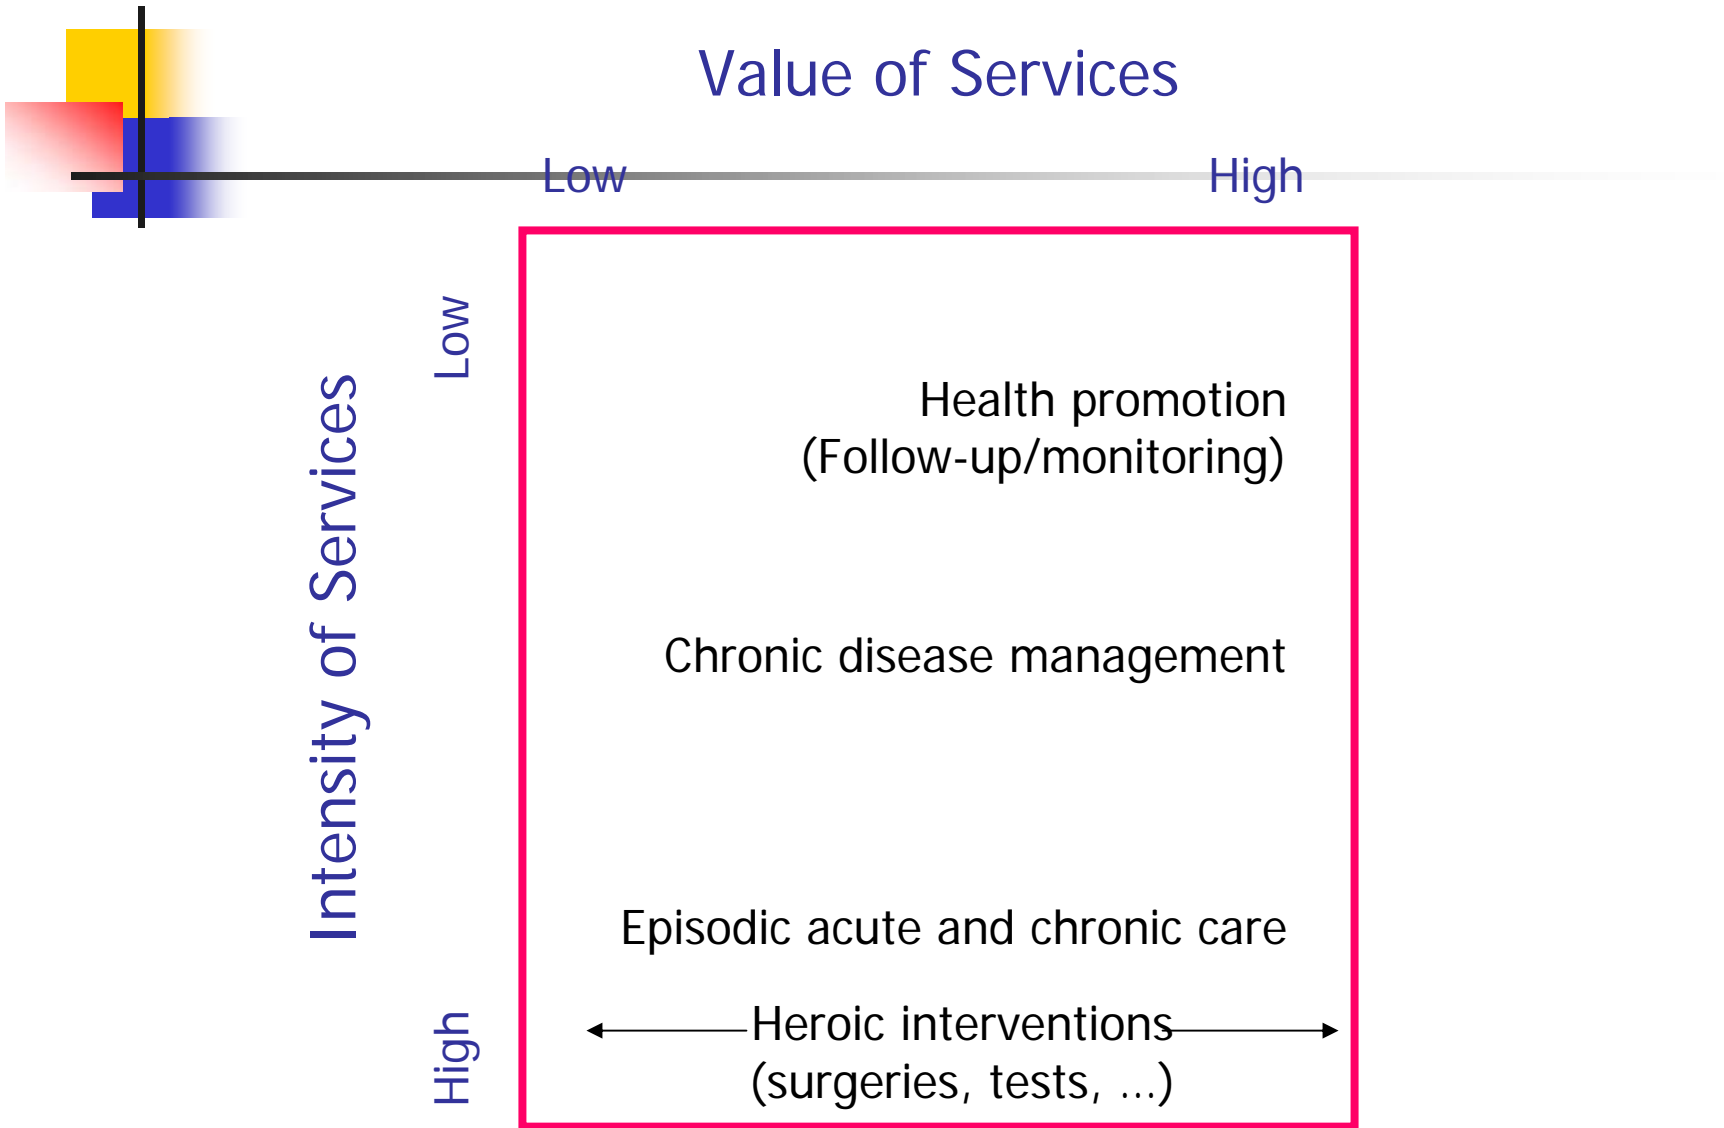 Value of Services
Low High
Intensity of Services
Low
Health promotion
(Follow-up/monitoring)
Chronic disease management
Episodic acute and chronic care
High
Heroic interventions
(surgeries, tests, ...)